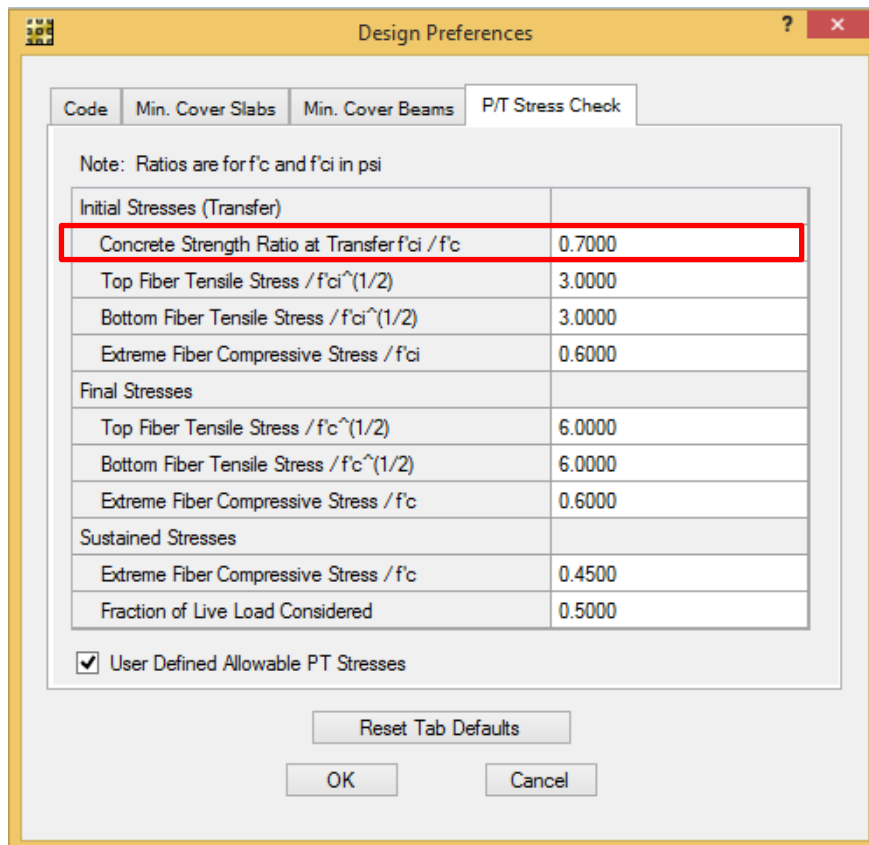 Design Preferences
?
×
Code
Min. Cover Slabs
Min. Cover Beams
P/T Stress Check
Note: Ratios are for f'c and f'ci in psi
Initial Stresses (Transfer)
Concrete Strength Ratio at Transfer f'ci / f'c 0.7000
Top Fiber Tensile Stress / f'ci^(1/2) 3.0000
Bottom Fiber Tensile Stress / f'ci^(1/2) 3.0000
Extreme Fiber Compressive Stress / f'ci 0.6000
Final Stresses
Top Fiber Tensile Stress / f'c^(1/2) 6.0000
Bottom Fiber Tensile Stress / f'c^(1/2) 6.0000
Extreme Fiber Compressive Stress / f'c 0.6000
Sustained Stresses
Extreme Fiber Compressive Stress / f'c 0.4500
Fraction of Live Load Considered 0.5000
User Defined Allowable PT Stresses
Reset Tab Defaults
OK
Cancel